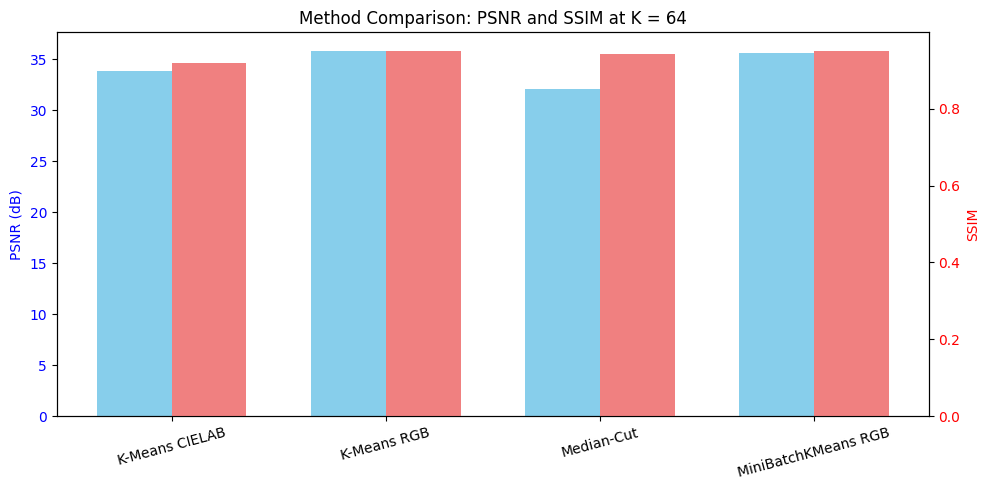 Method Comparison: PSNR and SSIM at K = 64
PSNR (dB)
35
30
25
20
15
10
5
0
0.8
0.6
0.4
0.2
0.0
SSIM
K-Means CIELAB
K-Means RGB
Median-Cut
MiniBatchKMeans RGB